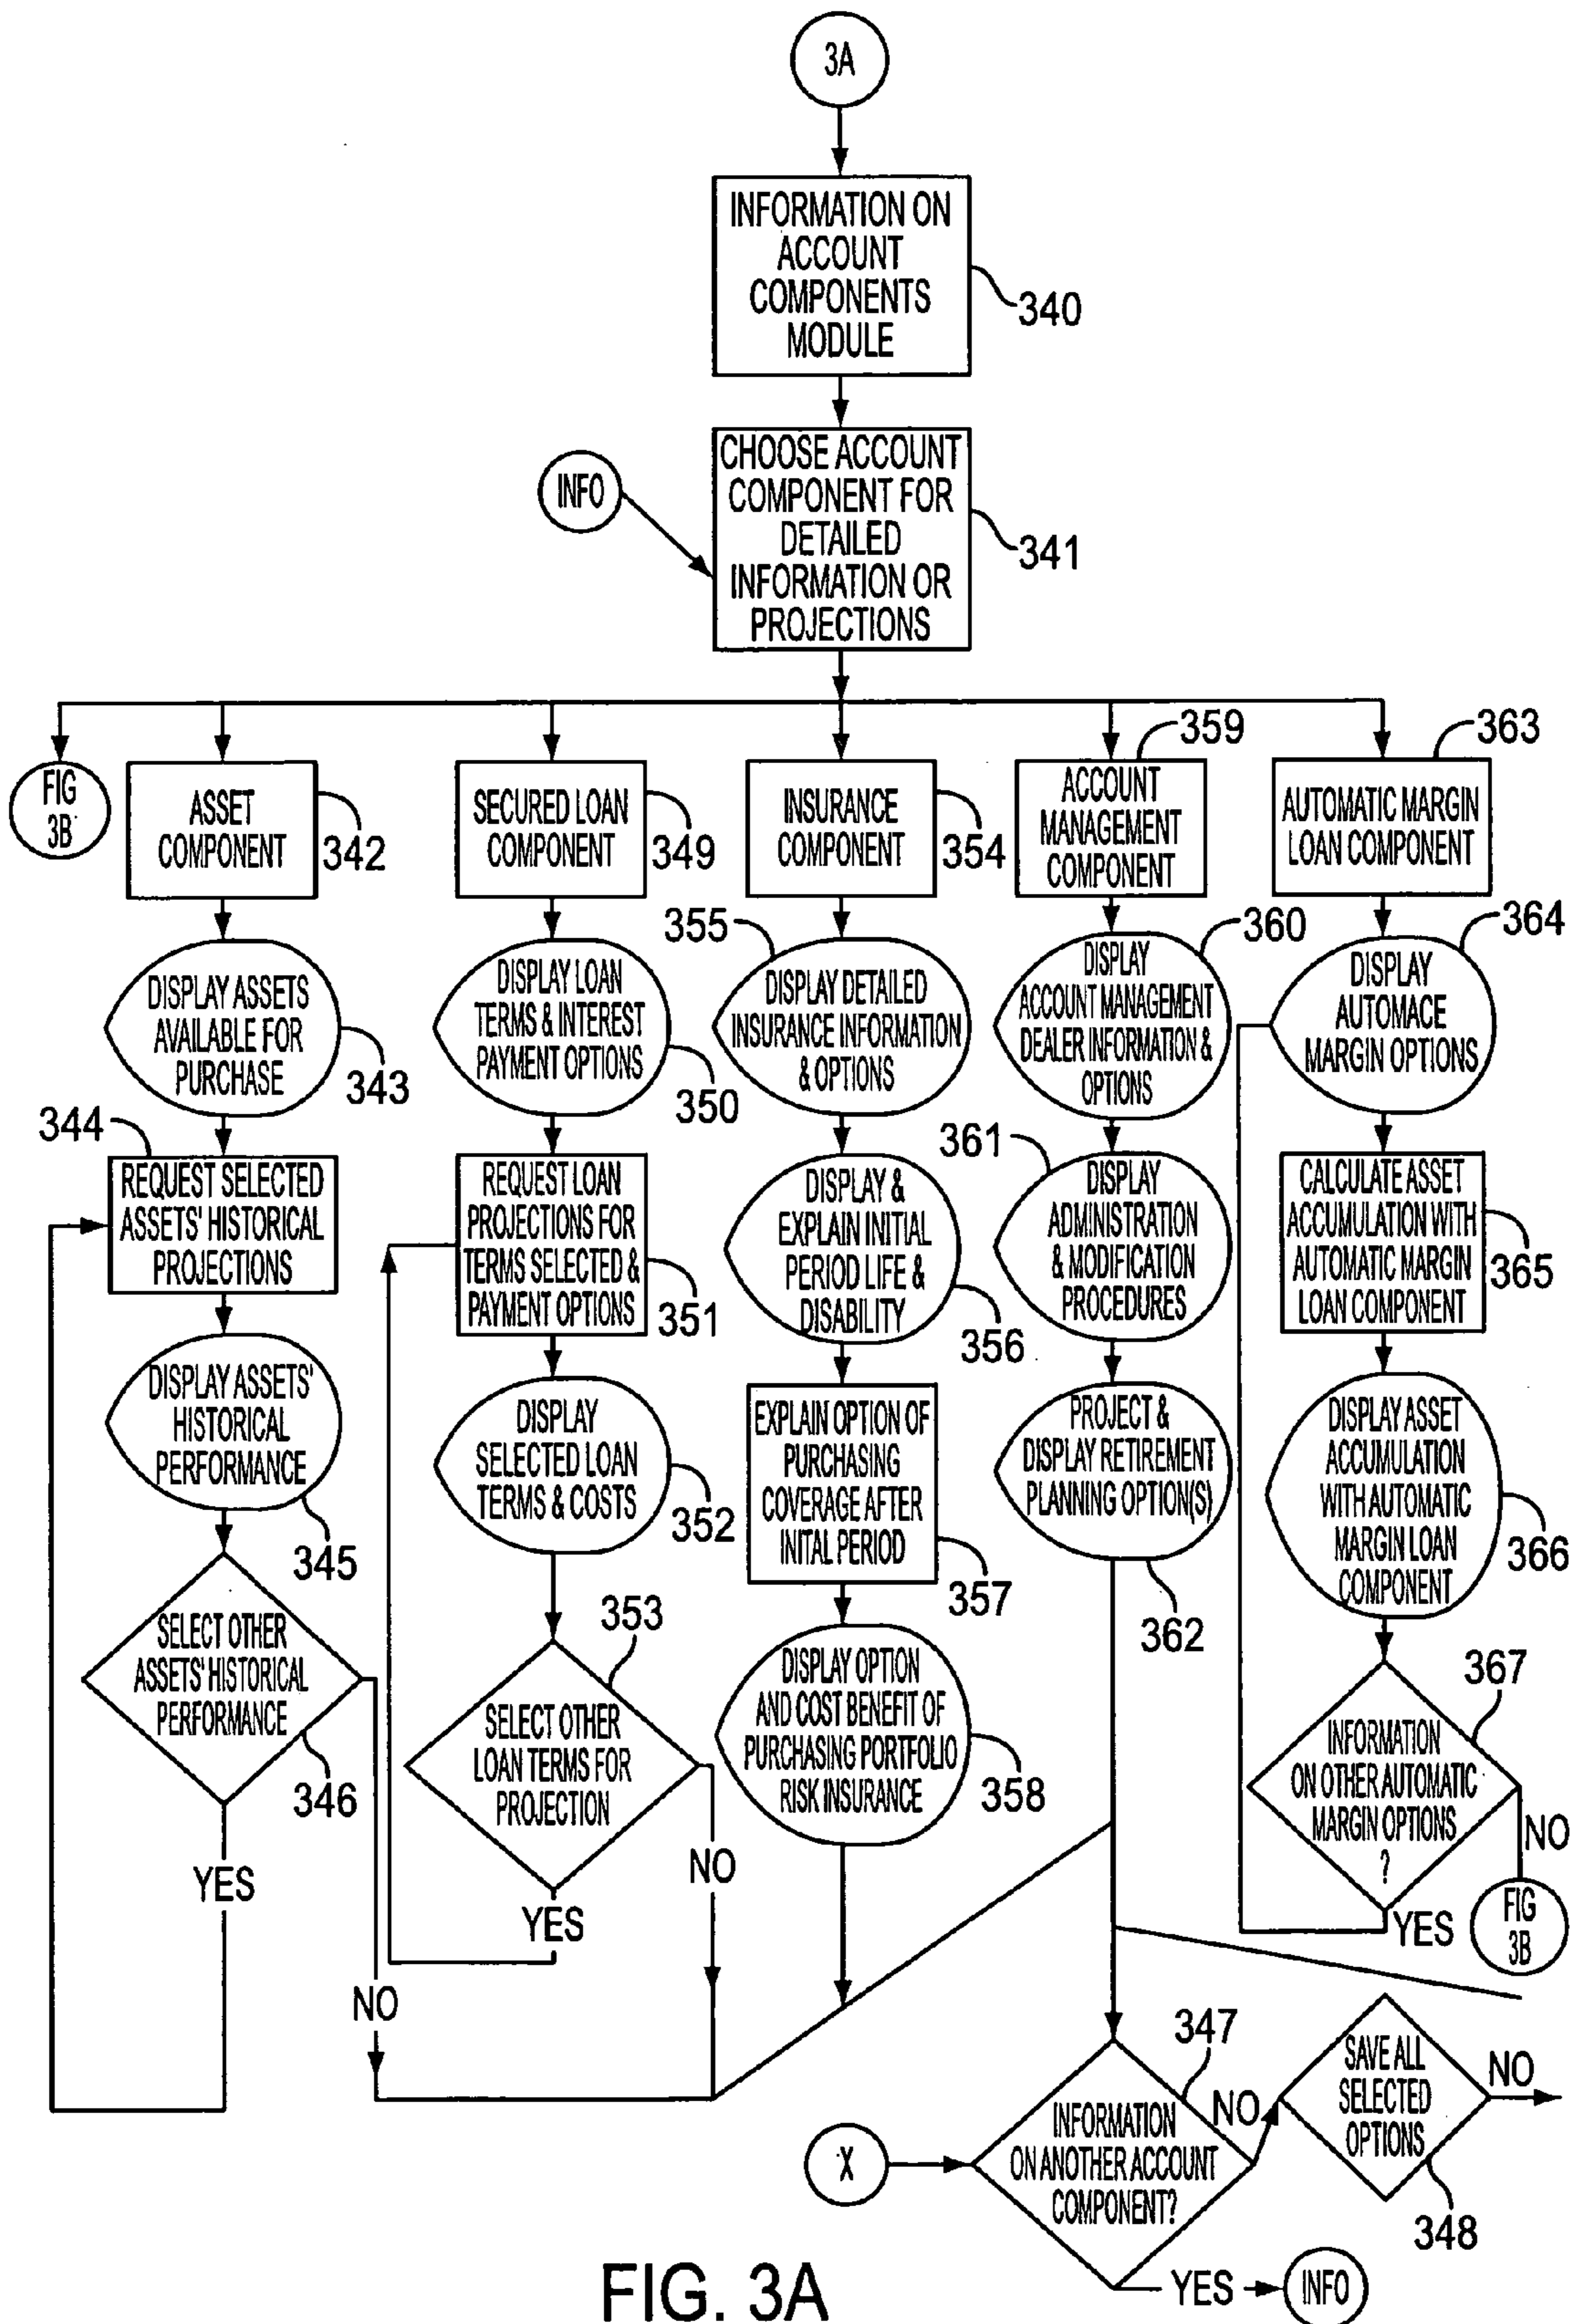 3A
INFORMATION ON
ACCOUNT
COMPONENTS
MODULE
340
CHOOSE ACCOUNT
COMPONENT FOR
DETAILED
INFORMATION OR
PROJECTIONS
341
INFO
FIG
3B
ASSET
COMPONENT
342
SECURED LOAN
COMPONENT
349
INSURANCE
COMPONENT
354
ACCOUNT
MANAGEMENT
COMPONENT
359
AUTOMATIC MARGIN
LOAN COMPONENT
363
DISPLAY ASSETS
AVAILABLE FOR
PURCHASE
343
344
REQUEST SELECTED
ASSETS' HISTORICAL
PROJECTIONS
DISPLAY ASSETS'
HISTORICAL
PERFORMANCE
345
SELECT OTHER
ASSETS' HISTORICAL
PERFORMANCE
346
YES
NO
DISPLAY LOAN
TERMS & INTEREST
PAYMENT OPTIONS
350
REQUEST LOAN
PROJECTIONS FOR
TERMS SELECTED &
PAYMENT OPTIONS
351
DISPLAY
SELECTED LOAN
TERMS & COSTS
352
353
SELECT OTHER
LOAN TERMS FOR
PROJECTION
YES
NO
355
DISPLAY DETAILED
INSURANCE INFORMATION
& OPTIONS
DISPLAY &
EXPLAIN INITIAL
PERIOD LIFE &
DISABILITY
356
EXPLAIN OPTION OF
PURCHASING
COVERAGE AFTER
INITAL PERIOD
357
DISPLAY OPTION
AND COST BENEFIT OF
PURCHASING PORTFOLIO
RISK INSURANCE
358
360
DISPLAY
ACCOUNT MANAGEMENT
DEALER INFORMATION &
OPTIONS
361
DISPLAY
ADMINISTRATION
& MODIFICATION
PROCEDURES
PROJECT &
DISPLAY RETIREMENT
PLANNING OPTION(S)
362
364
DISPLAY
AUTOMACE
MARGIN OPTIONS
CALCULATE ASSET
ACCUMULATION WITH
AUTOMATIC MARGIN
LOAN COMPONENT
365
DISPLAY ASSET
ACCUMULATION
WITH AUTOMATIC
MARGIN LOAN
COMPONENT
366
367
INFORMATION
ON OTHER AUTOMATIC
MARGIN OPTIONS
?
NO
YES
FIG
3B
X
347
INFORMATION
ON ANOTHER ACCOUNT
COMPONENT?
NO
SAVE ALL
SELECTED
OPTIONS
NO
348
YES
INFO
FIG. 3A